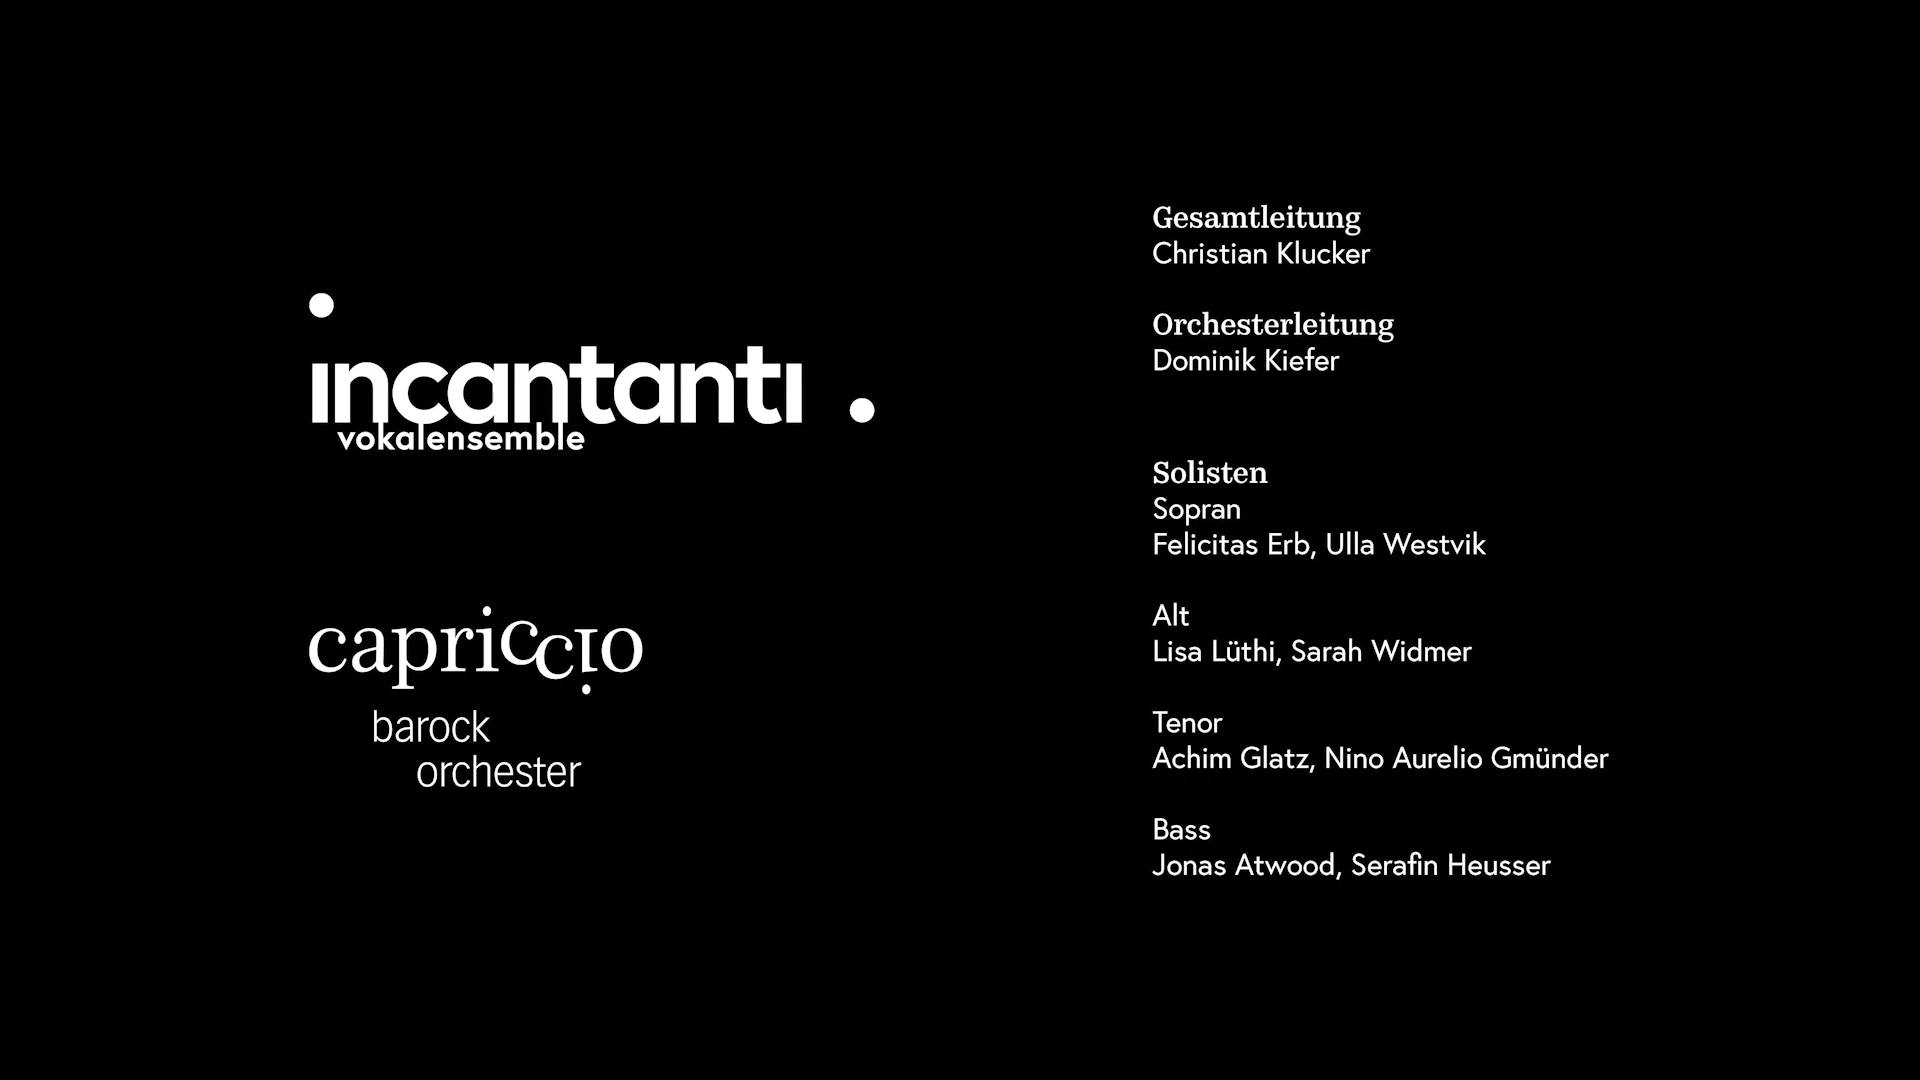 incantanti
vokalensemble
capriccio
barock
orchester
Gesamtleitung
Christian Klucker
Orchesterleitung
Dominik Kiefer
Solisten
Sopran
Felicitas Erb, Ulla Westvik
Alt
Lisa Lüthi, Sarah Widmer
Tenor
Achim Glatz, Nino Aurelio Gmünder
Bass
Jonas Atwood, Serafin Heusser